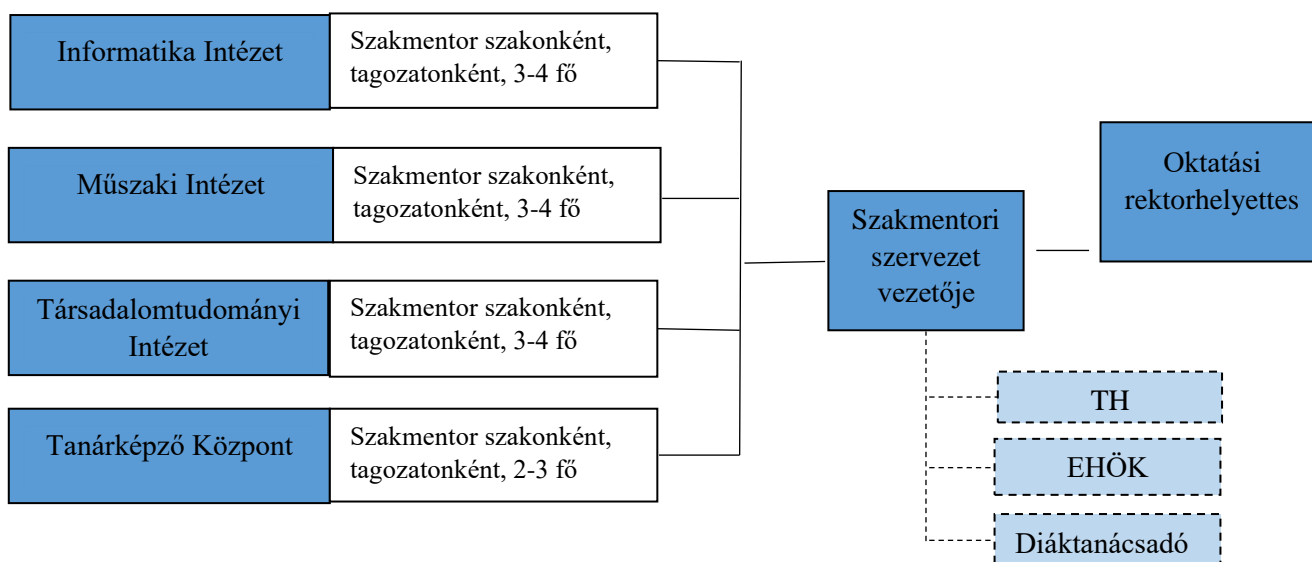 Informatika Intézet
Szakmentor szakonként,
tagozatonként, 3-4 fő
Műszaki Intézet
Szakmentor szakonként,
tagozatonként, 3-4 fő
Társadalomtudományi
Intézet
Szakmentor szakonként,
tagozatonként, 3-4 fő
Tanárképző Központ
Szakmentor szakonként,
tagozatonként, 2-3 fő
Szakmentori
szervezet
vezetője
Oktatási
rektorhelyettes
TH
EHÖK
Diáktanácsadó